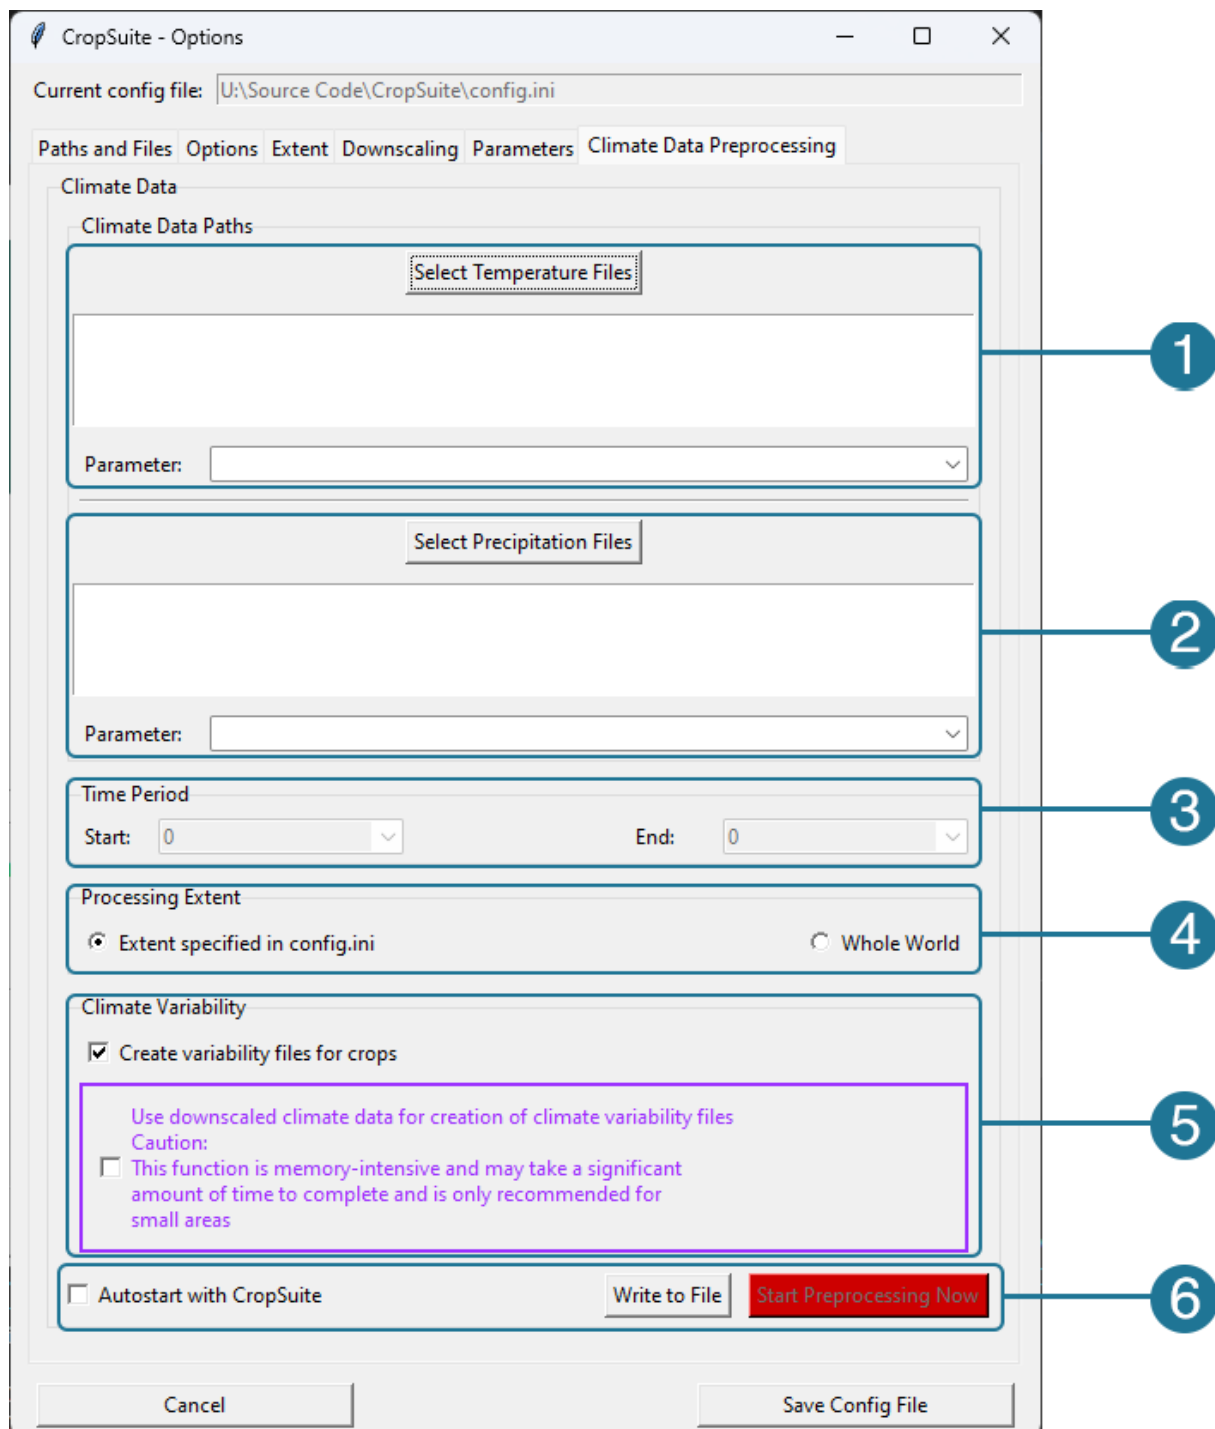 CropSuite - Options
Current config file: U:\Source Code\CropSuite\config.ini
Paths and Files Options Extent Downscaling Parameters Climate Data Preprocessing
Climate Data
Climate Data Paths
Select Temperature Files
1
Parameter:
Select Precipitation Files
2
Parameter:
Time Period
3
Start: 0 End: 0
Processing Extent
4
Extent specified in config.ini Whole World
Climate Variability
Create variability files for crops
Use downscaled climate data for creation of climate variability files
5
Caution:
This function is memory-intensive and may take a significant
amount of time to complete and is only recommended for
small areas
Autostart with CropSuite Write to File Start Preprocessing Now
6
Cancel Save Config File